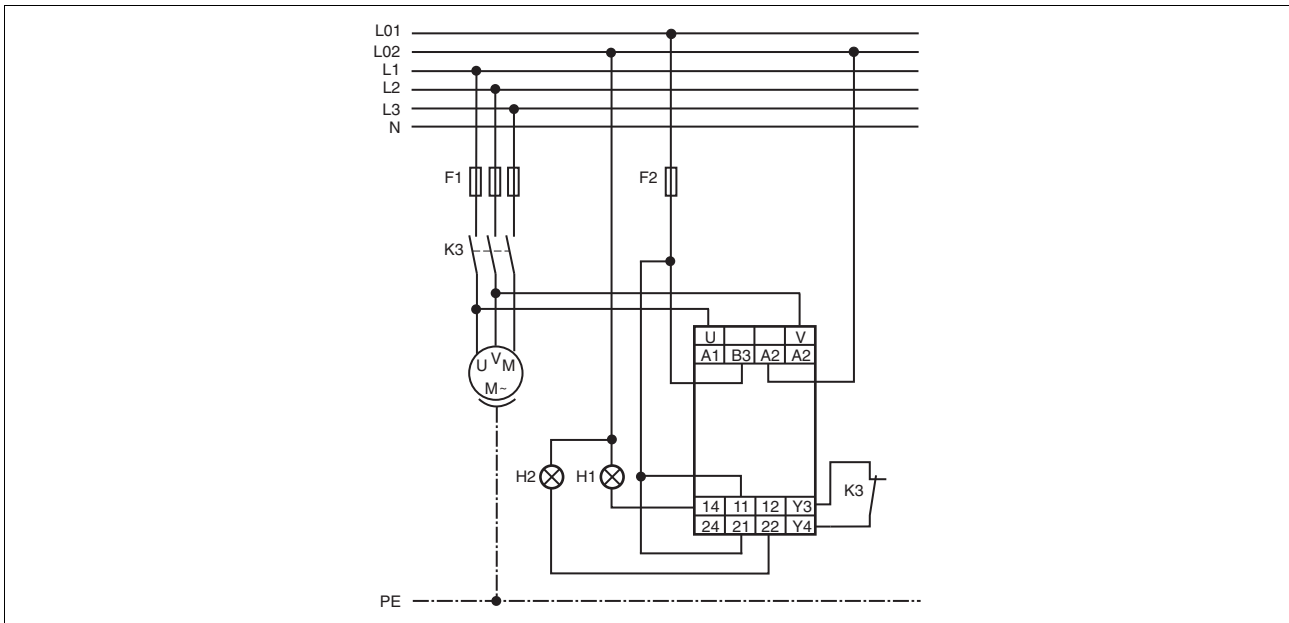 L01
L02
L1
L2
L3
N
F1
F2
K3
U V
A1 B3 A2 A2
U V M
M~
H2
H1
K3
14 11 12 Y3
24 21 22 Y4
PE